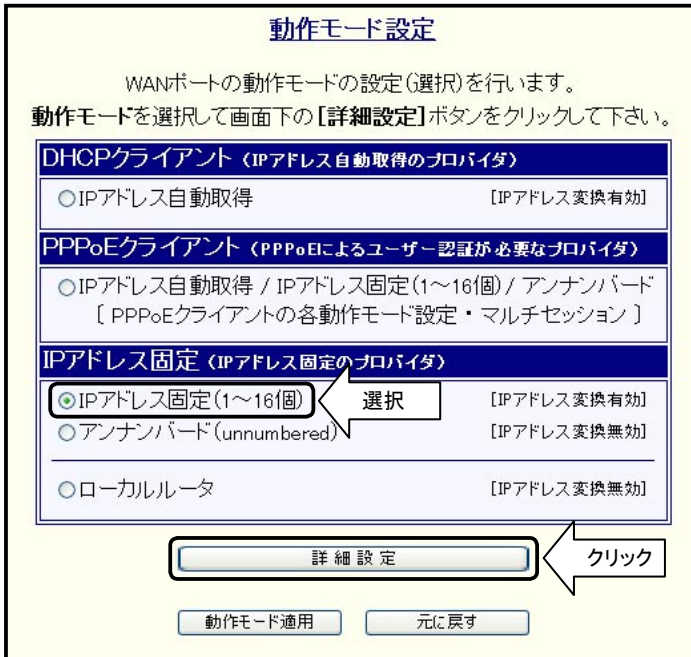 動作モード設定
WANポートの動作モードの設定(選択)を行います。
動作モードを選択して画面下の[詳細設定]ボタンをクリックして下さい。
DHCPクライアント (IPアドレス自動取得のプロバイダ)
○IPアドレス自動取得 [IPアドレス変換有効]
PPPoEクライアント (PPPoEによるユーザー認証が必要なプロバイダ)
○IPアドレス自動取得 / IPアドレス固定(1～16個) / アンナンバード
[ PPPoEクライアントの各動作モード設定・マルチセッション ]
IPアドレス固定 (IPアドレス固定のプロバイダ)
◉IPアドレス固定(1～16個) 選択 [IPアドレス変換有効]
○アンナンバード(unnumbered) [IPアドレス変換無効]
○ローカルルータ [IPアドレス変換無効]
詳細設定 クリック
動作モード適用 元に戻す